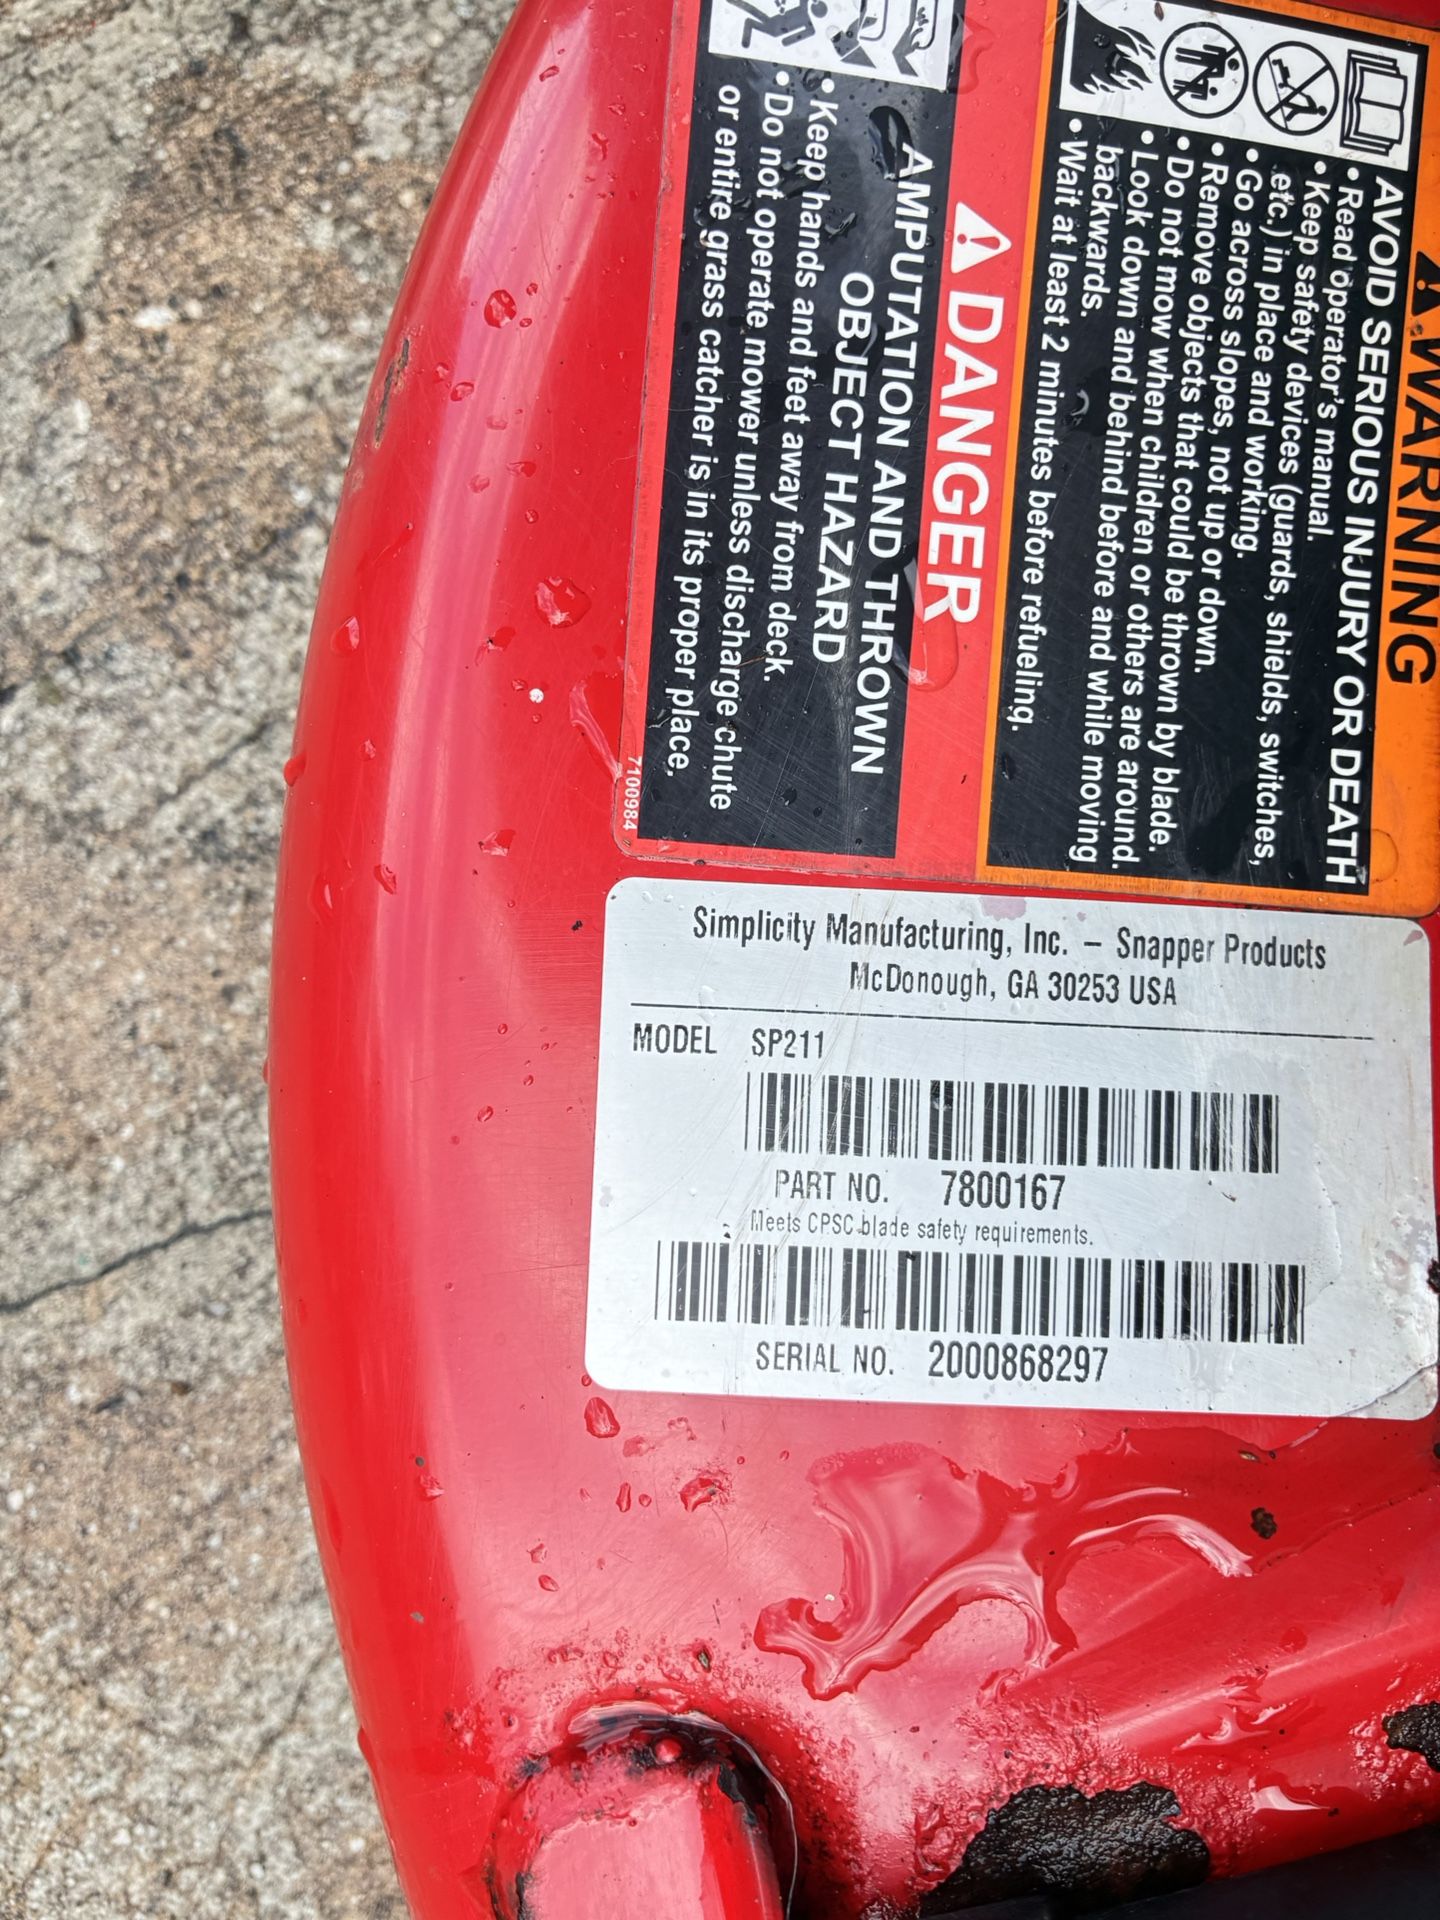 WARNING
AVOID SERIOUS INJURY OR DEATH
• Read operator's manual.
• Keep safety devices (guards, shields, switches,
etc.) in place and working.
• Go across slopes, not up or down.
• Remove objects that could be thrown by blade.
• Do not mow when children or others are around.
• Look down and behind before and while moving
backwards.
• Wait at least 2 minutes before refueling.
DANGER
AMPUTATION AND THROWN
OBJECT HAZARD
• Keep hands and feet away from deck.
• Do not operate mower unless discharge chute
or entire grass catcher is in its proper place.
7100984
Simplicity Manufacturing, Inc. – Snapper Products
McDonough, GA 30253 USA
MODEL SP211
PART NO. 7800167
Meets CPSC blade safety requirements.
SERIAL NO. 2000868297